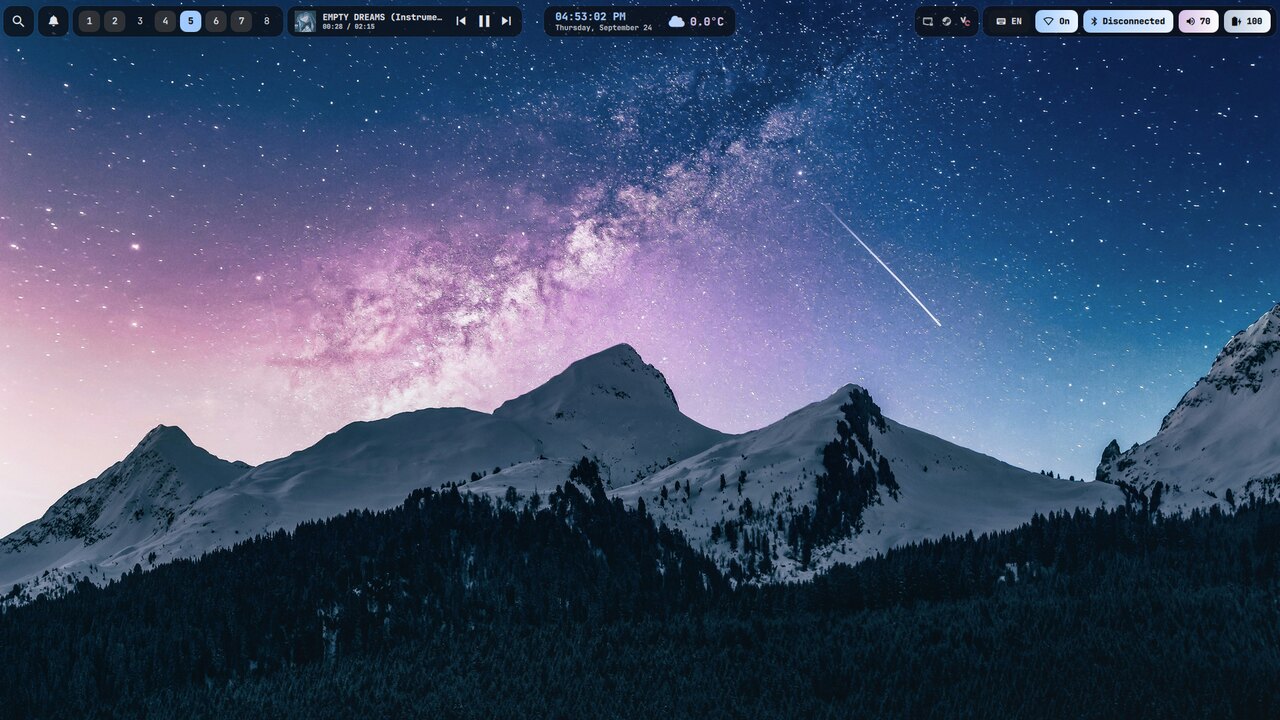 1 2 3 4 5 6 7 8
EMPTY DREAMS (Instrume…
00:28 / 02:15
04:53:02 PM
Thursday, September 24
0.0°C
EN
On
Disconnected
70
100